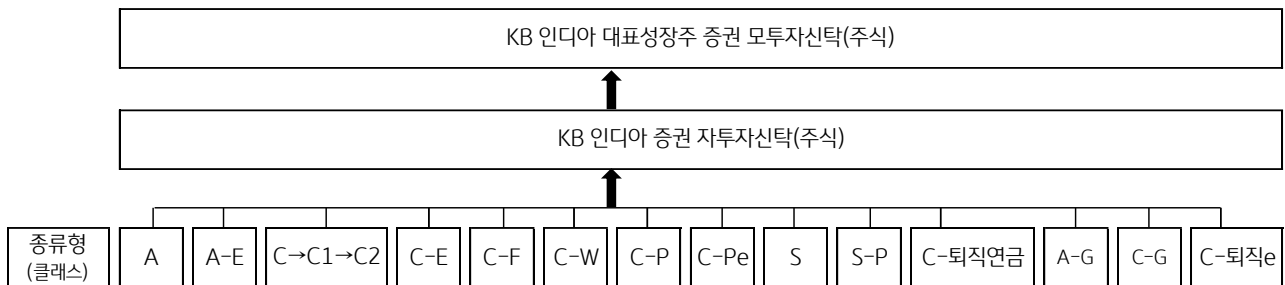 KB 인디아 대표성장주 증권 모투자신탁(주식)
KB 인디아 증권 자투자신탁(주식)
종류형
(클래스)
A
A-E
C→C1→C2
C-E
C-F
C-W
C-P
C-Pe
S
S-P
C-퇴직연금
A-G
C-G
C-퇴직e